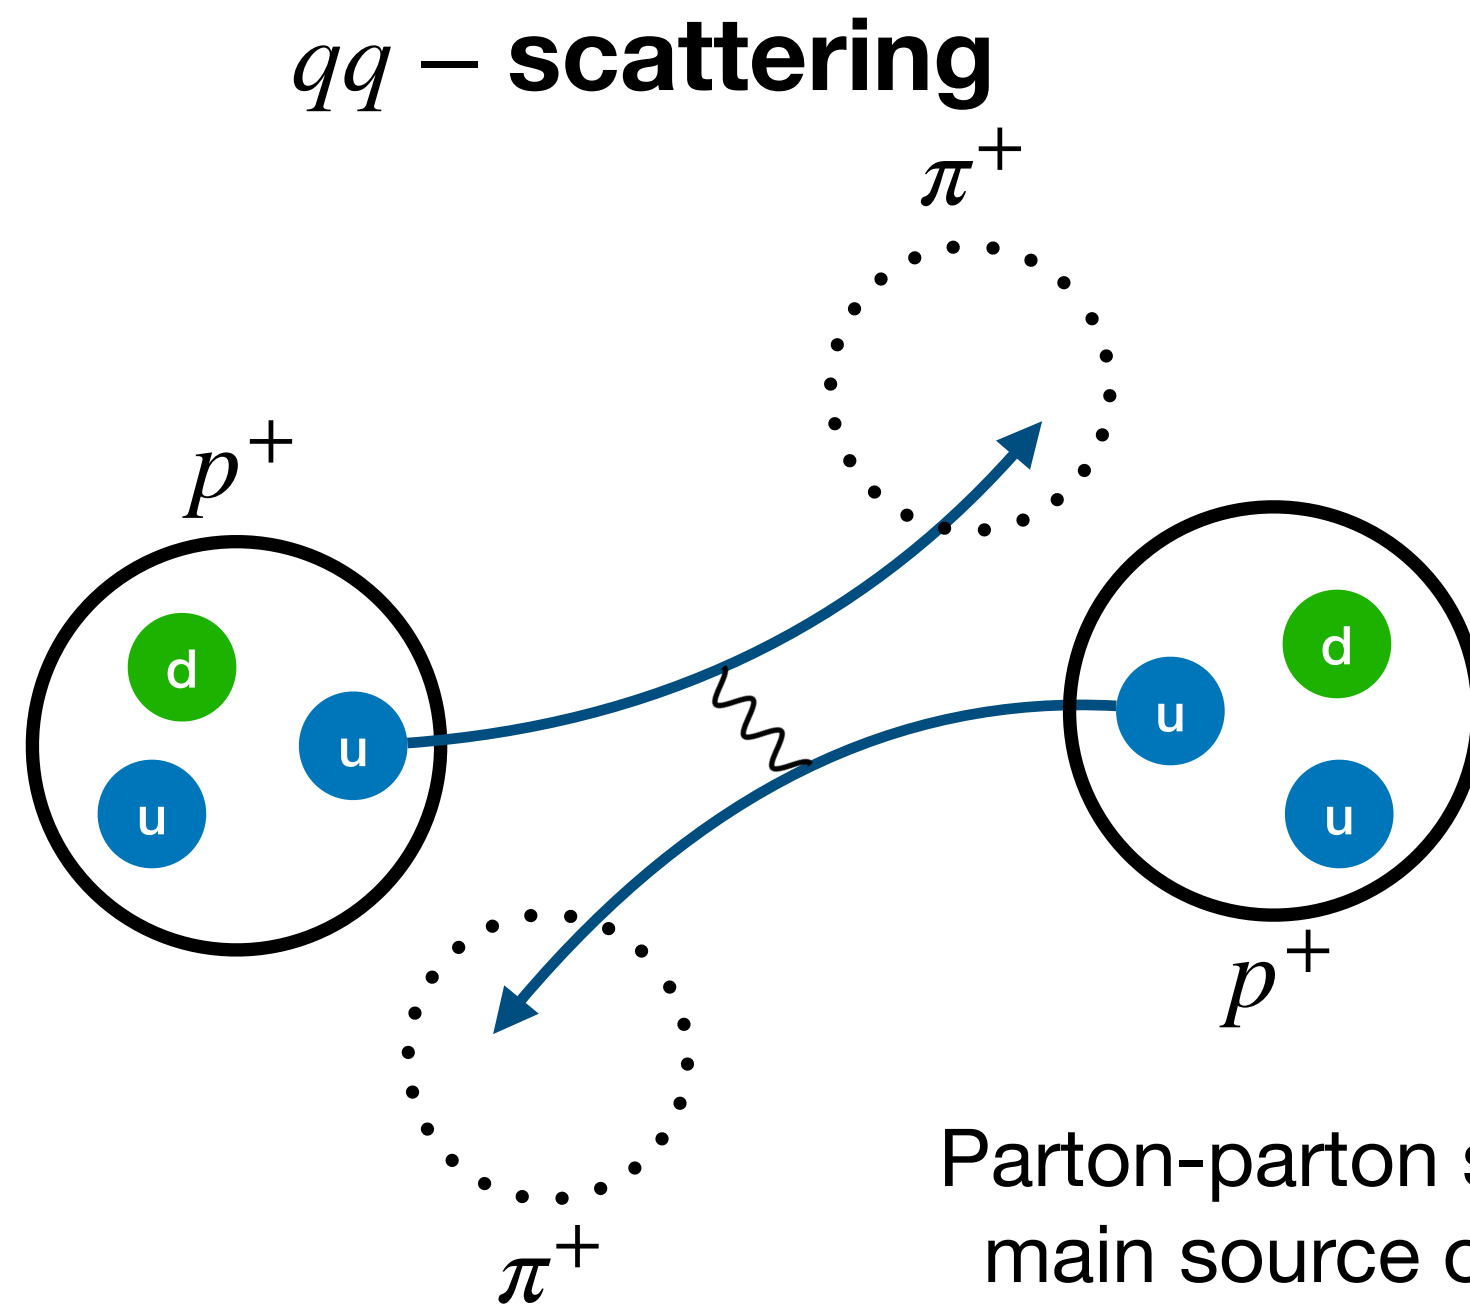 qq – scattering
π⁺
p⁺
d
u
u
d
u
u
p⁺
π⁺
Parton-parton
main source